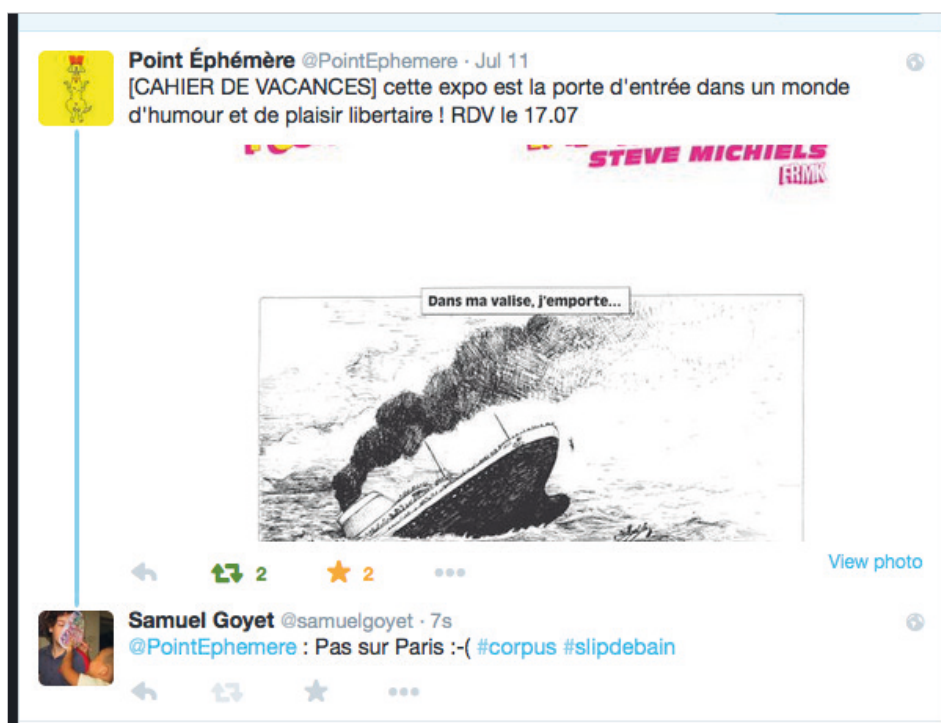 Point Éphémère @PointEphemere · Jul 11
[CAHIER DE VACANCES] cette expo est la porte d'entrée dans un monde
d'humour et de plaisir libertaire ! RDV le 17.07
STEVE MICHIELS
FRMK
Dans ma valise, j'emporte...
2 2
View photo
Samuel Goyet @samuelgoyet · 7s
@PointEphemere : Pas sur Paris :-( #corpus #slipdebain